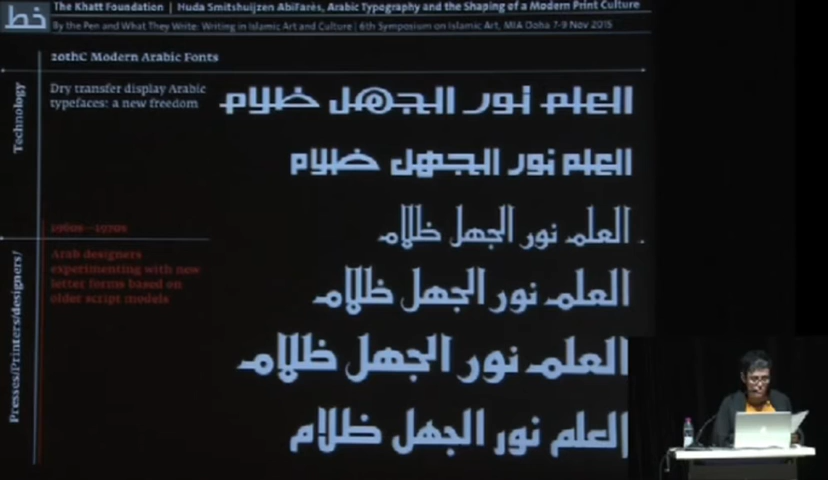 خط
The Khatt Foundation | Huda Smitshuijzen AbiFarès, Arabic Typography and the Shaping of a Modern Print Culture
By the Pen and What They Write: Writing in Islamic Art and Culture | 6th Symposium on Islamic Art, MIA Doha 7-9 Nov 2015
20thC Modern Arabic Fonts
Technology
Dry transfer display Arabic
typefaces: a new freedom
العلم نور الجهل ظلام
العلم نور الجهل ظلام
العلم نور الجهل ظلام
العلم نور الجهل ظلام
العلم نور الجهل ظلام
العلم نور الجهل ظلام
1960s–1970s
Presses/Printers/designers/
Arab designers
experimenting with new
letter forms based on
older script models